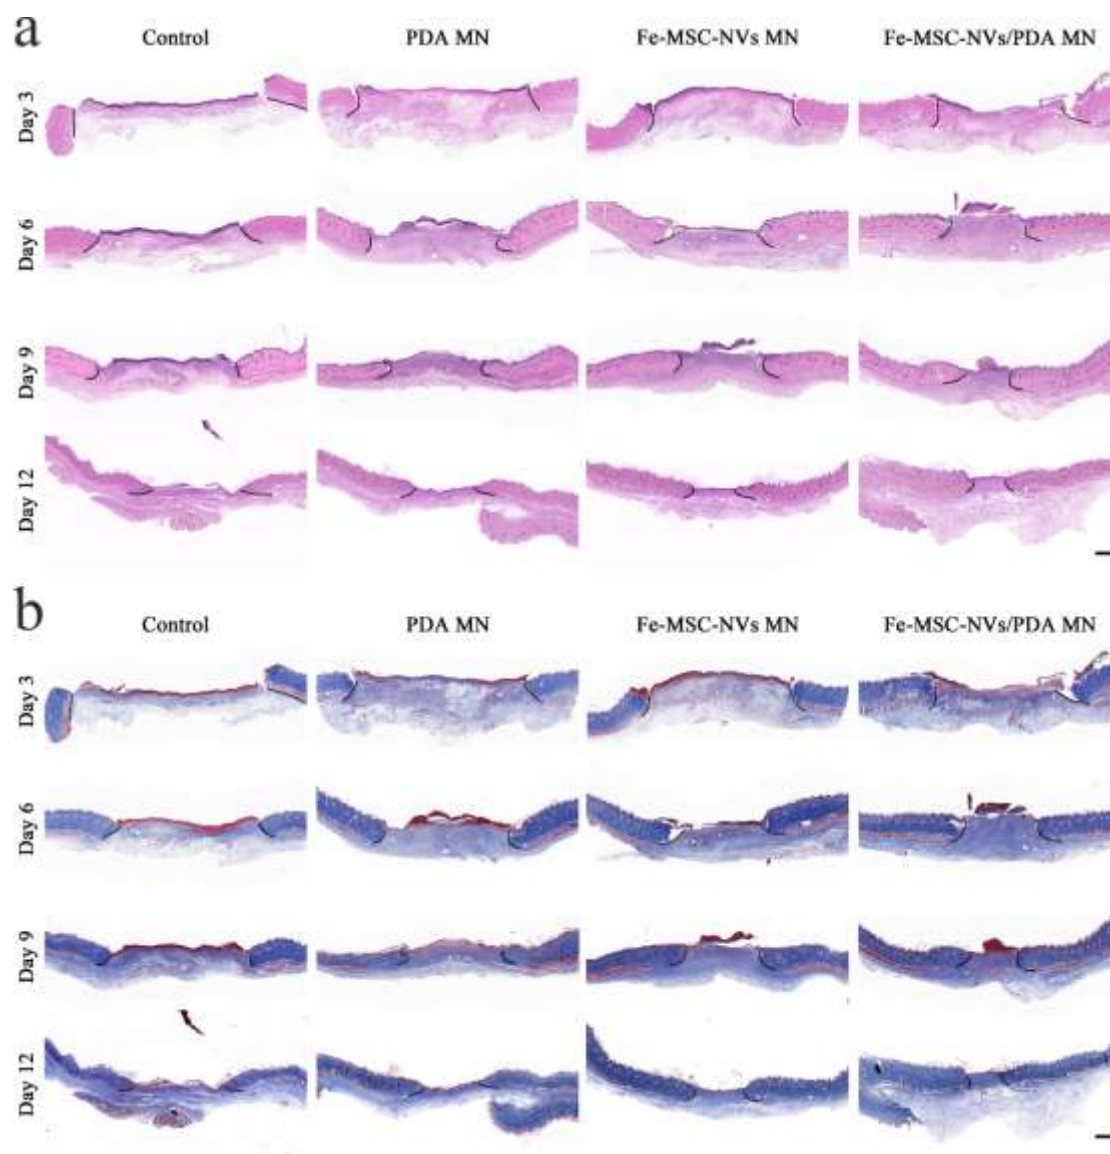 a
Control PDA MN Fe-MSC-NVs MN Fe-MSC-NVs/PDA MN
Day 3
Day 6
Day 9
Day 12
b
Control PDA MN Fe-MSC-NVs MN Fe-MSC-NVs/PDA MN
Day 3
Day 6
Day 9
Day 12